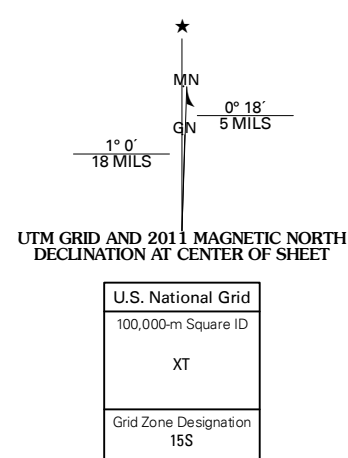 ★
MN
0° 18´
5 MILS
GN
1° 0´
18 MILS
UTM GRID AND 2011 MAGNETIC NORTH
DECLINATION AT CENTER OF SHEET
U.S. National Grid
100,000-m Square ID
XT
Grid Zone Designation
15S